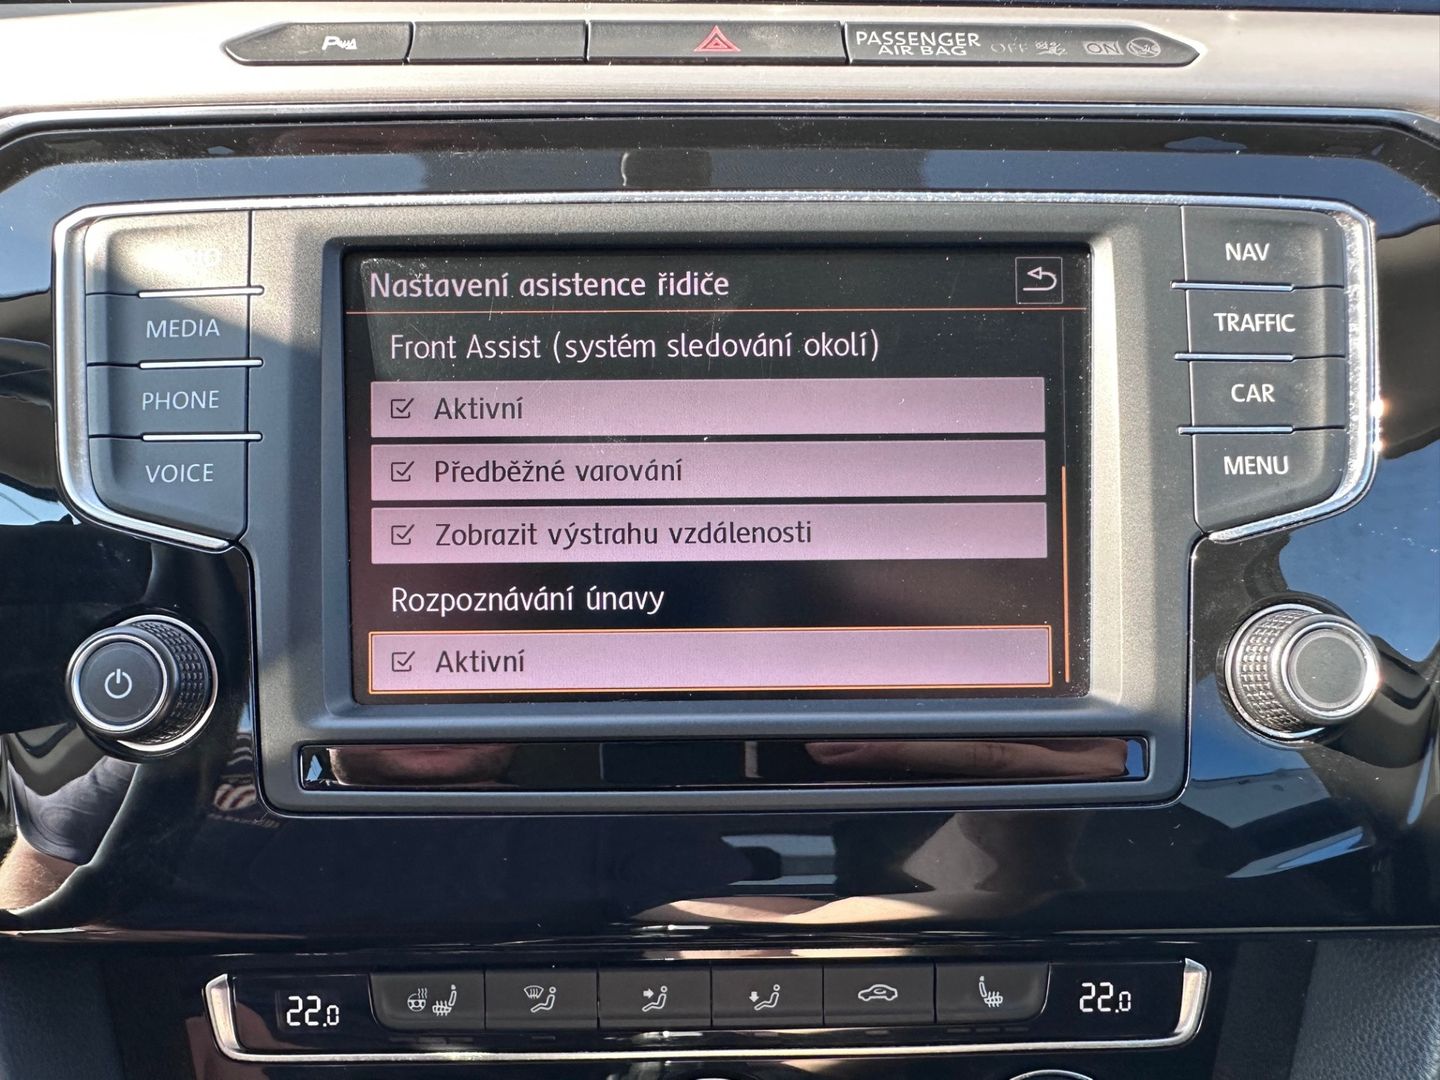 PASSENGER
AIR BAG OFF ON
MEDIA
PHONE
VOICE
Nastavení asistence řidiče
Front Assist (systém sledování okolí)
Aktivní
Předběžné varování
Zobrazit výstrahu vzdálenosti
Rozpoznávání únavy
Aktivní
NAV
TRAFFIC
CAR
MENU
22.0
22.0